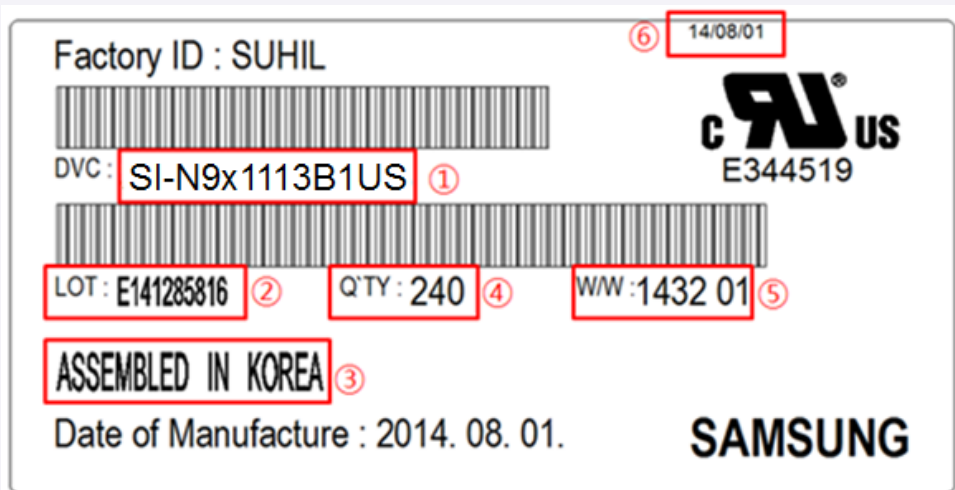 ⑥ 14/08/01
Factory ID : SUHIL
c RU ® US
E344519
DVC : SI-N9x1113B1US ①
LOT : E141285816 ② Q`TY : 240 ④ W/W : 1432 01 ⑤
ASSEMBLED IN KOREA ③
Date of Manufacture : 2014. 08. 01.
SAMSUNG